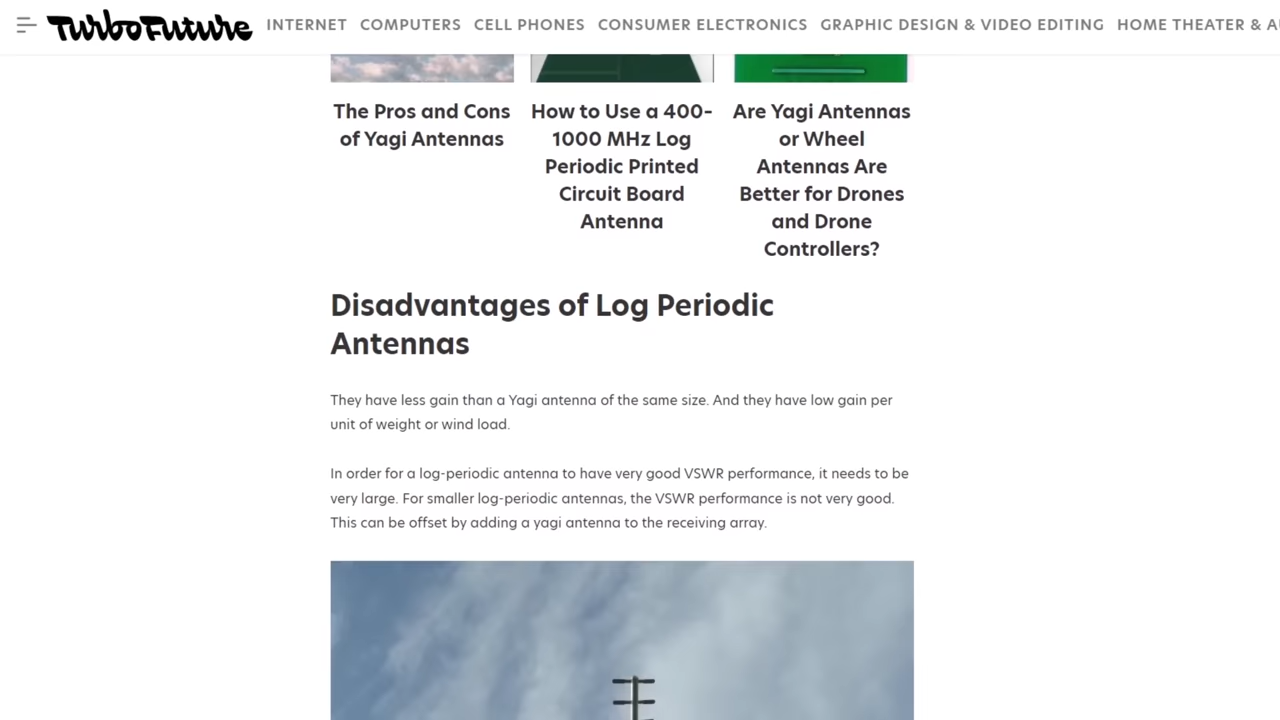 TurboFuture INTERNET COMPUTERS CELL PHONES CONSUMER ELECTRONICS GRAPHIC DESIGN & VIDEO EDITING HOME THEATER &
The Pros and Cons
of Yagi Antennas
How to Use a 400-
1000 MHz Log
Periodic Printed
Circuit Board
Antenna
Are Yagi Antennas
or Wheel
Antennas Are
Better for Drones
and Drone
Controllers?
Disadvantages of Log Periodic
Antennas
They have less gain than a Yagi antenna of the same size. And they have low gain per
unit of weight or wind load.
In order for a log-periodic antenna to have very good VSWR performance, it needs to be
very large. For smaller log-periodic antennas, the VSWR performance is not very good.
This can be offset by adding a yagi antenna to the receiving array.